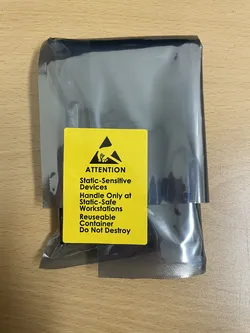 ATTENTION
Static-Sensitive
Devices
Handle Only at
Static-Safe
Workstations
Reuseable
Container
Do Not Destroy